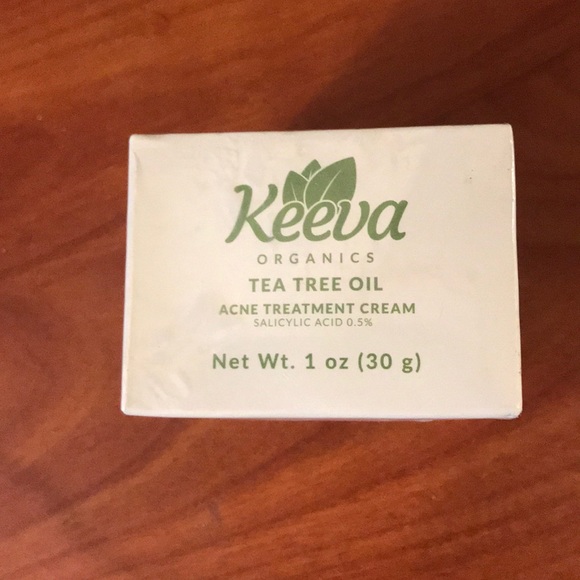 Keeva
ORGANICS
TEA TREE OIL
ACNE TREATMENT CREAM
SALICYLIC ACID 0.5%
Net Wt. 1 oz (30 g)